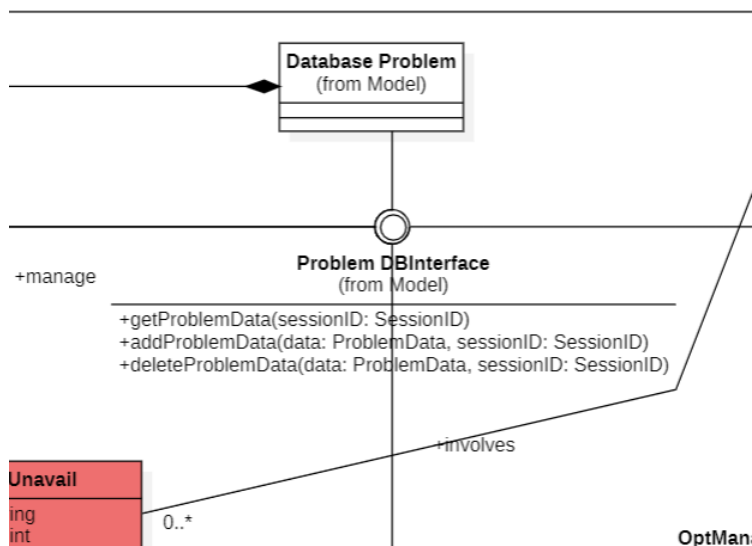 Database Problem
(from Model)
Problem DBInterface
(from Model)
+manage
+getProblemData(sessionID: SessionID)
+addProblemData(data: ProblemData, sessionID: SessionID)
+deleteProblemData(data: ProblemData, sessionID: SessionID)
+involves
Unavail
ing
int
0..*
OptMana